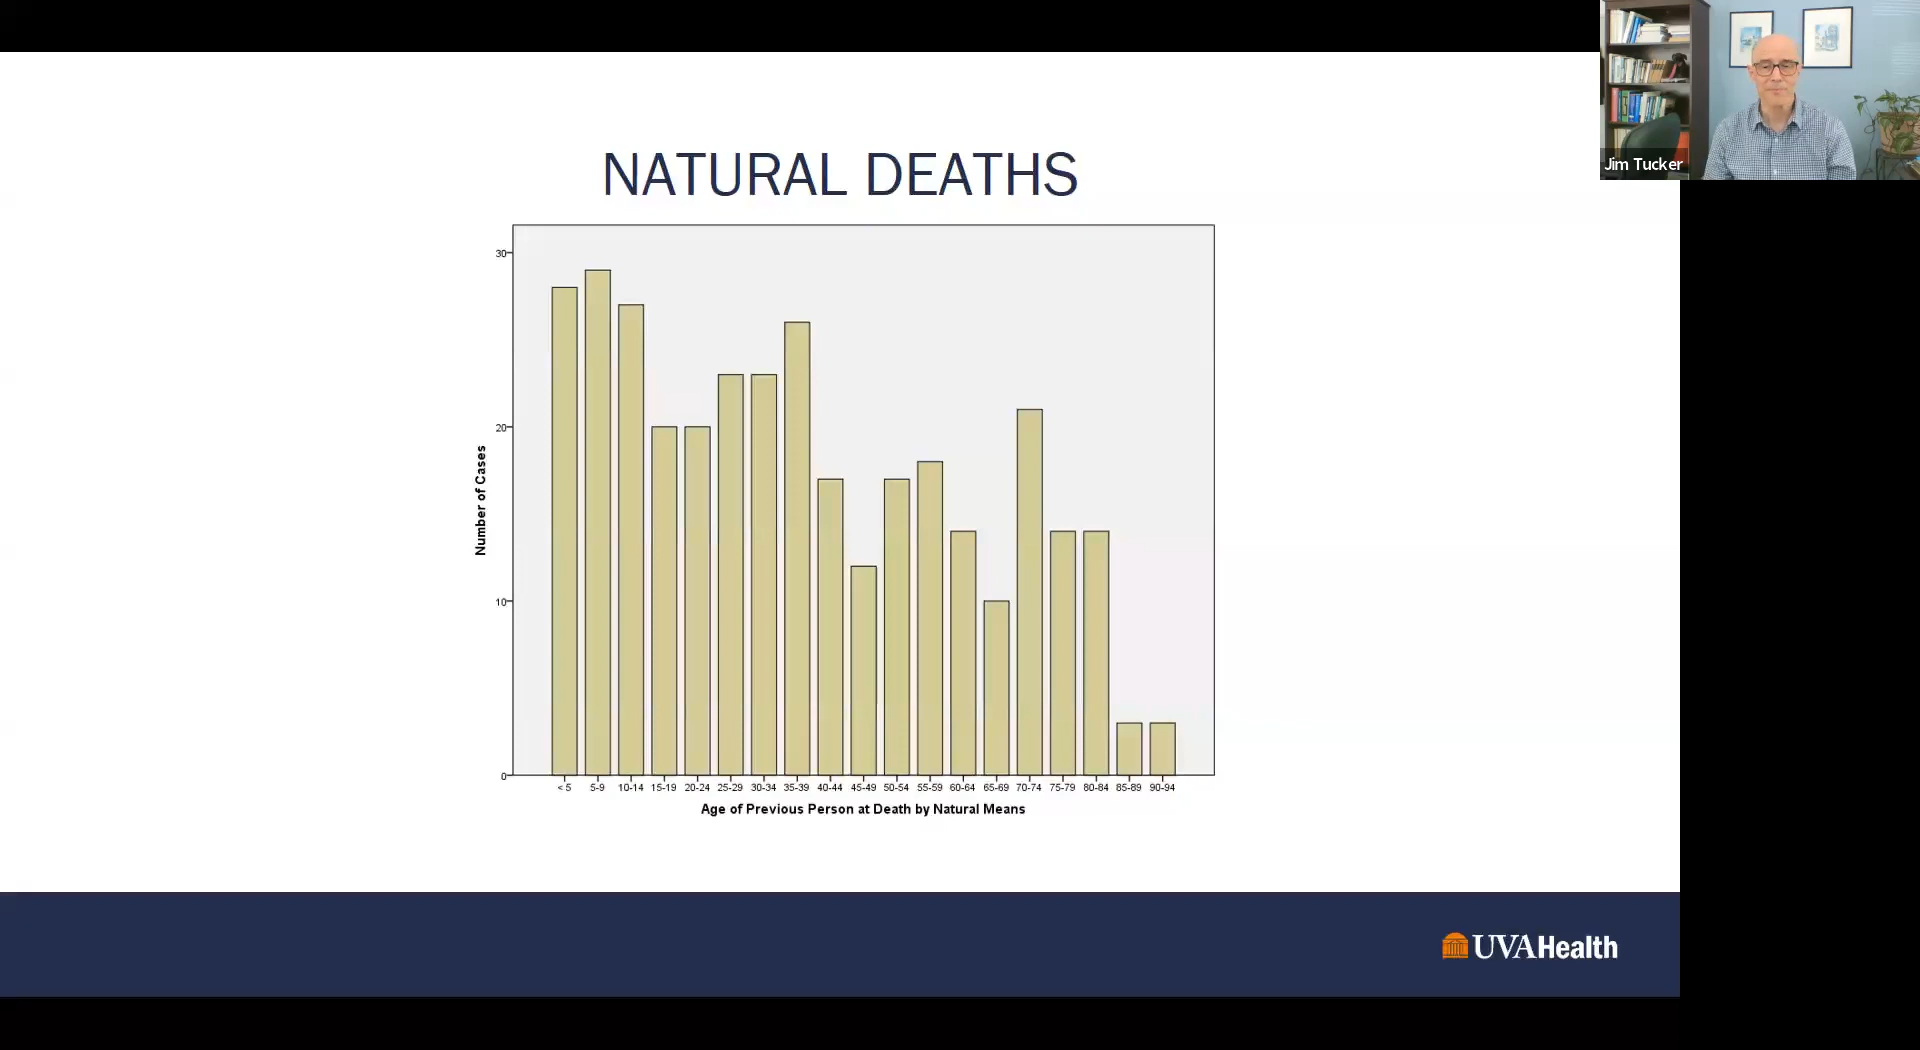 Jim Tucker
NATURAL DEATHS
30
20
10
0
Number of Cases
< 5 5-9 10-14 15-19 20-24 25-29 30-34 35-39 40-44 45-49 50-54 55-59 60-64 65-69 70-74 75-79 80-84 85-89 90-94
Age of Previous Person at Death by Natural Means
UVAHealth